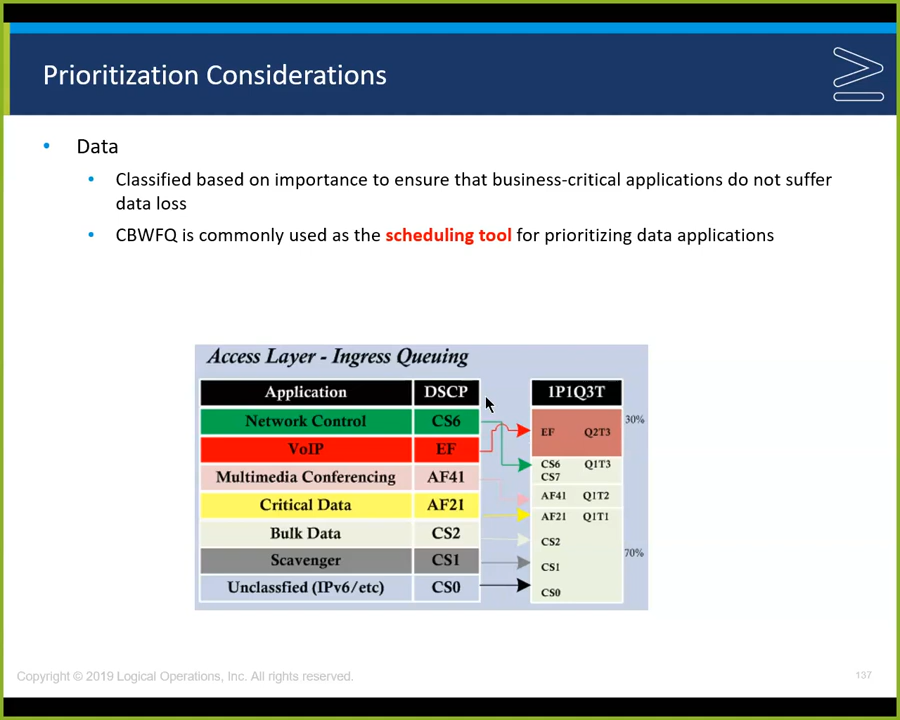 Prioritization Considerations
• Data
• Classified based on importance to ensure that business-critical applications do not suffer
data loss
• CBWFQ is commonly used as the scheduling tool for prioritizing data applications
Access Layer - Ingress Queuing
Application DSCP 1P1Q3T
Network Control CS6 30%
VoIP EF EF Q2T3
Multimedia Conferencing AF41 CS6 Q1T3
CS7
Critical Data AF21 AF41 Q1T2
AF21 Q1T1
Bulk Data CS2 CS2
70%
Scavenger CS1 CS1
Unclassfied (IPv6/etc) CS0 CS0
Copyright © 2019 Logical Operations, Inc. All rights reserved. 137